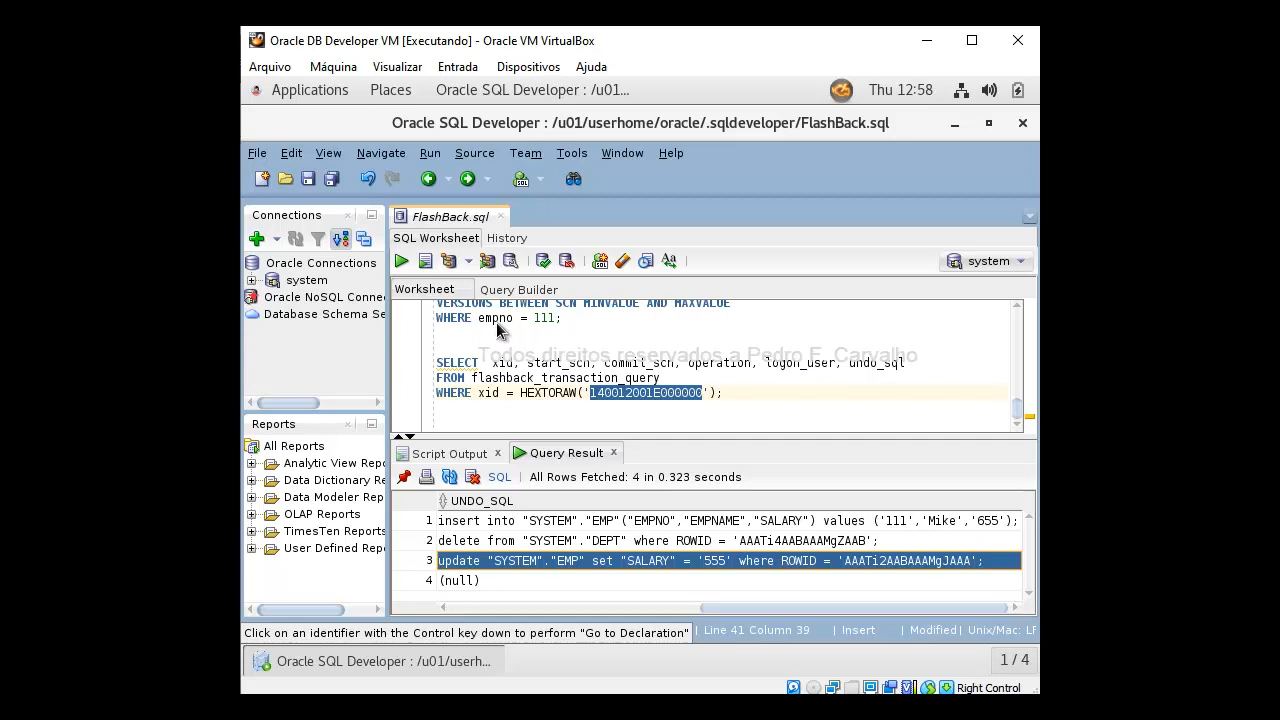 Oracle DB Developer VM [Executando] - Oracle VM VirtualBox
Arquivo Máquina Visualizar Entrada Dispositivos Ajuda
Applications Places Oracle SQL Developer : /u01... Thu 12:58
Oracle SQL Developer : /u01/userhome/oracle/.sqldeveloper/FlashBack.sql
File Edit View Navigate Run Source Team Tools Window Help
Connections
Oracle Connections
system
Oracle NoSQL Conne
Database Schema Se
Reports
All Reports
Analytic View Repo
Data Dictionary Re
Data Modeler Rep
OLAP Reports
TimesTen Reports
User Defined Repo
FlashBack.sql
SQL Worksheet History
system
Worksheet Query Builder
VERSIONS BETWEEN SCN MINVALUE AND MAXVALUE
WHERE empno = 111;
Todos direitos reservados a Pedro F. Carvalho
SELECT xid, start_scn, commit_scn, operation, logon_user, undo_sql
FROM flashback_transaction_query
WHERE xid = HEXTORAW('140012001E000000');
Script Output Query Result
SQL All Rows Fetched: 4 in 0.323 seconds
UNDO_SQL
1 insert into "SYSTEM"."EMP"("EMPNO","EMPNAME","SALARY") values ('111','Mike','655');
2 delete from "SYSTEM"."DEPT" where ROWID = 'AAATi4AABAAAMgZAAB';
3 update "SYSTEM"."EMP" set "SALARY" = '555' where ROWID = 'AAATi2AABAAAMgJAAA';
4 (null)
Click on an identifier with the Control key down to perform "Go to Declaration"
Line 41 Column 39 Insert Modified Unix/Mac: LF
Oracle SQL Developer : /u01/userh... 1 / 4
Right Control